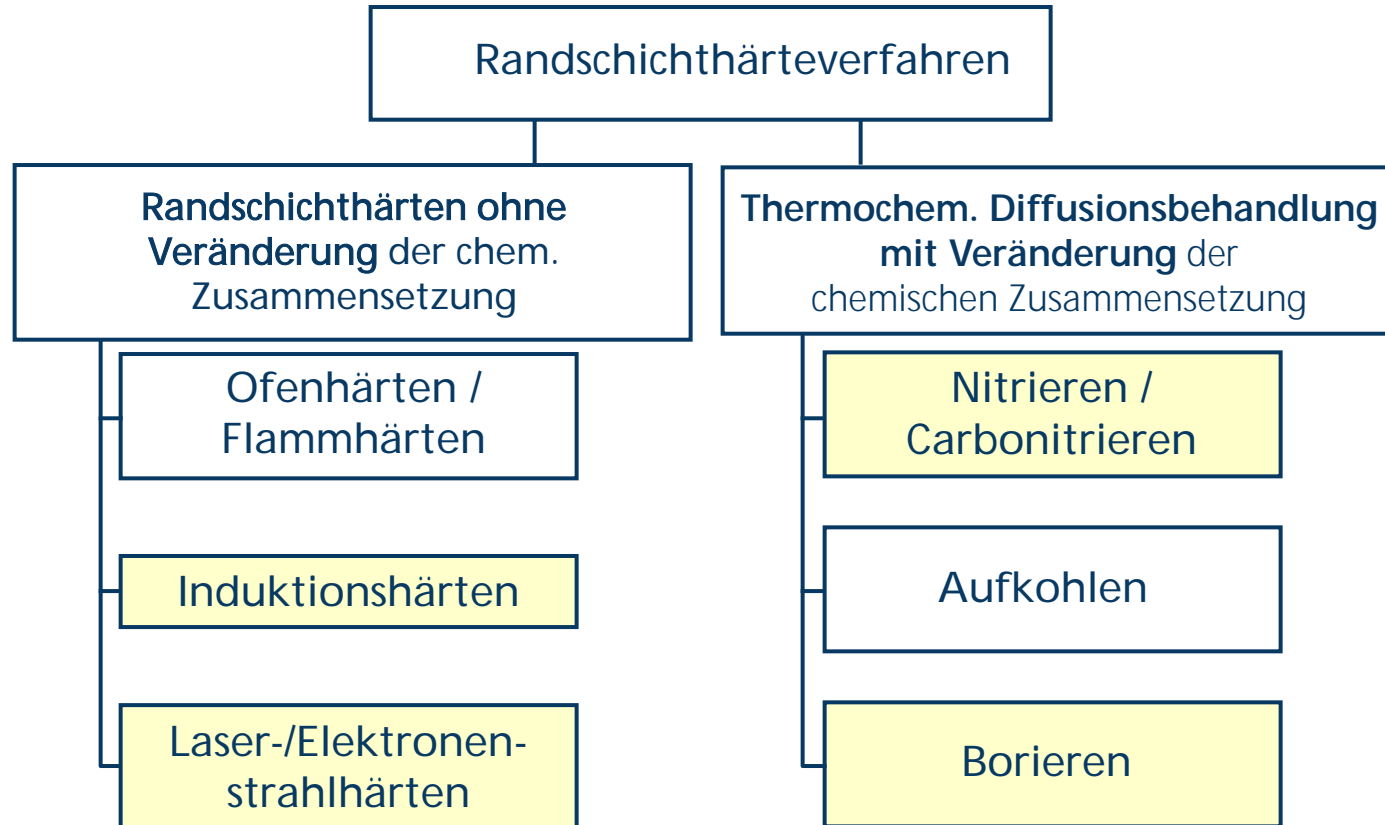 Randschichthärteverfahren
Randschichthärten ohne
Veränderung der chem.
Zusammensetzung
Thermochem. Diffusionsbehandlung
mit Veränderung der
chemischen Zusammensetzung
Ofenhärten /
Flammhärten
Induktionshärten
Laser-/Elektronen-
strahlhärten
Nitrieren /
Carbonitrieren
Aufkohlen
Borieren